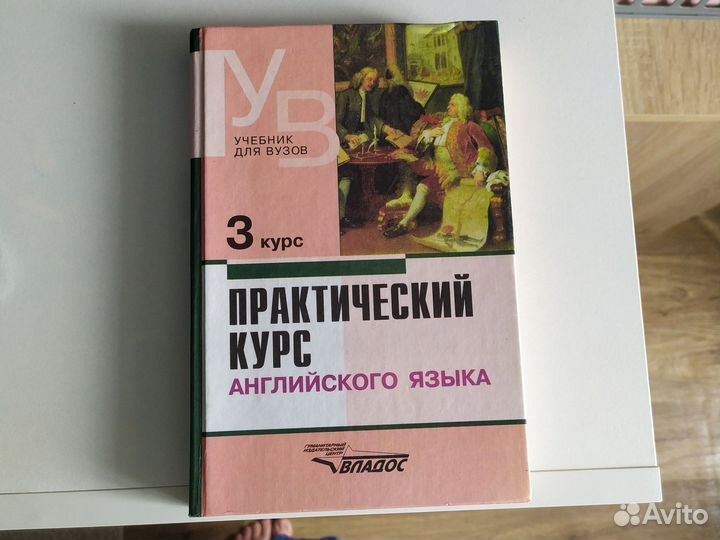 УВ
УЧЕБНИК
ДЛЯ ВУЗОВ
3 курс
ПРАКТИЧЕСКИЙ
КУРС
АНГЛИЙСКОГО ЯЗЫКА
ГУМАНИТАРНЫЙ
ИЗДАТЕЛЬСКИЙ
ЦЕНТР
ВЛАДОС
Avito